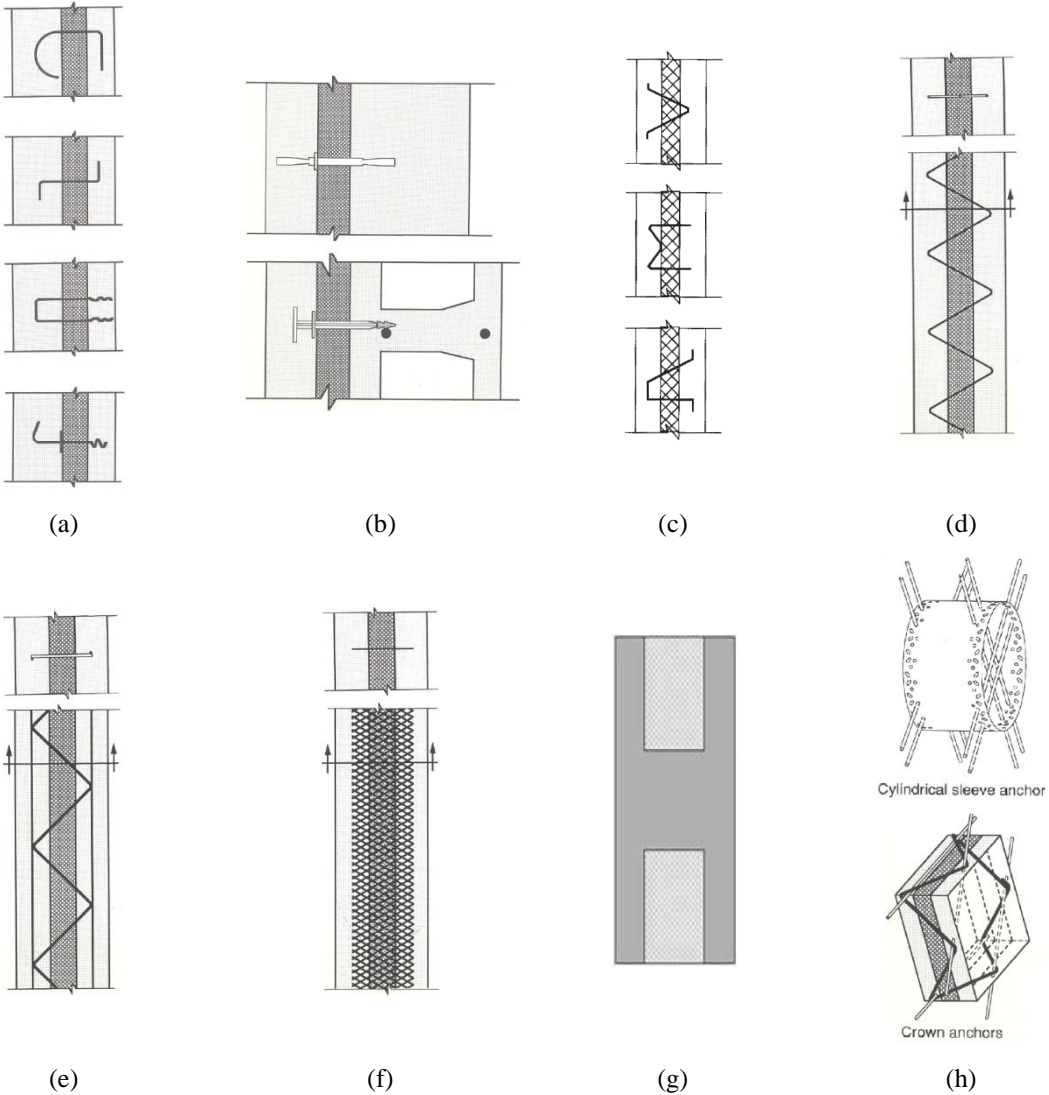 (a)
(b)
(c)
(d)
Cylindrical sleeve anchor
Crown anchors
(e)
(f)
(g)
(h)